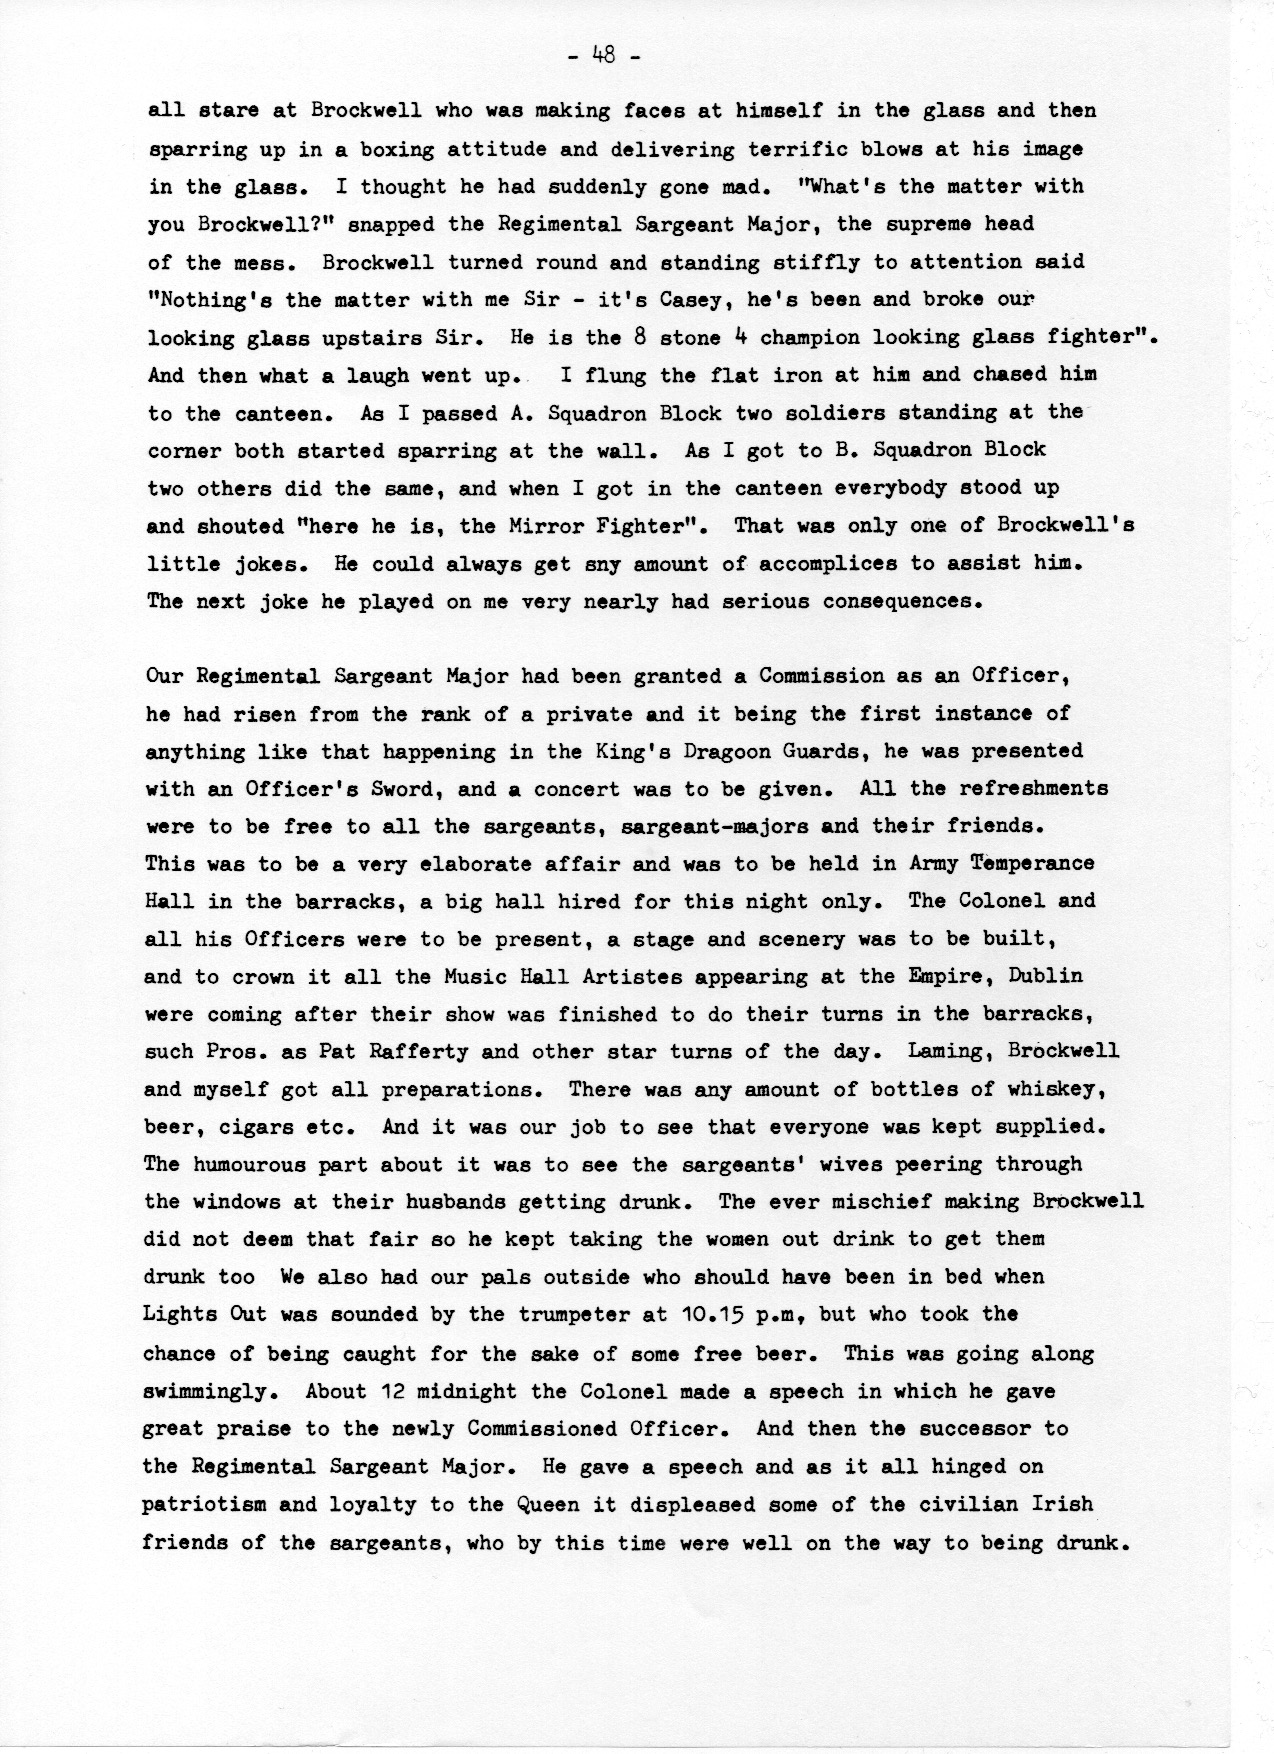 - 48 -
all stare at Brockwell who was making faces at himself in the glass and then
sparring up in a boxing attitude and delivering terrific blows at his image
in the glass. I thought he had suddenly gone mad. "What's the matter with
you Brockwell?" snapped the Regimental Sargeant Major, the supreme head
of the mess. Brockwell turned round and standing stiffly to attention said
"Nothing's the matter with me Sir - it's Casey, he's been and broke our
looking glass upstairs Sir. He is the 8 stone 4 champion looking glass fighter".
And then what a laugh went up. I flung the flat iron at him and chased him
to the canteen. As I passed A. Squadron Block two soldiers standing at the
corner both started sparring at the wall. As I got to B. Squadron Block
two others did the same, and when I got in the canteen everybody stood up
and shouted "here he is, the Mirror Fighter". That was only one of Brockwell's
little jokes. He could always get sny amount of accomplices to assist him.
The next joke he played on me very nearly had serious consequences.
Our Regimental Sargeant Major had been granted a Commission as an Officer,
he had risen from the rank of a private and it being the first instance of
anything like that happening in the King's Dragoon Guards, he was presented
with an Officer's Sword, and a concert was to be given. All the refreshments
were to be free to all the sargeants, sargeant-majors and their friends.
This was to be a very elaborate affair and was to be held in Army Temperance
Hall in the barracks, a big hall hired for this night only. The Colonel and
all his Officers were to be present, a stage and scenery was to be built,
and to crown it all the Music Hall Artistes appearing at the Empire, Dublin
were coming after their show was finished to do their turns in the barracks,
such Pros. as Pat Rafferty and other star turns of the day. Laming, Brockwell
and myself got all preparations. There was any amount of bottles of whiskey,
beer, cigars etc. And it was our job to see that everyone was kept supplied.
The humourous part about it was to see the sargeants' wives peering through
the windows at their husbands getting drunk. The ever mischief making Brockwell
did not deem that fair so he kept taking the women out drink to get them
drunk too We also had our pals outside who should have been in bed when
Lights Out was sounded by the trumpeter at 10.15 p.m, but who took the
chance of being caught for the sake of some free beer. This was going along
swimmingly. About 12 midnight the Colonel made a speech in which he gave
great praise to the newly Commissioned Officer. And then the successor to
the Regimental Sargeant Major. He gave a speech and as it all hinged on
patriotism and loyalty to the Queen it displeased some of the civilian Irish
friends of the sargeants, who by this time were well on the way to being drunk.